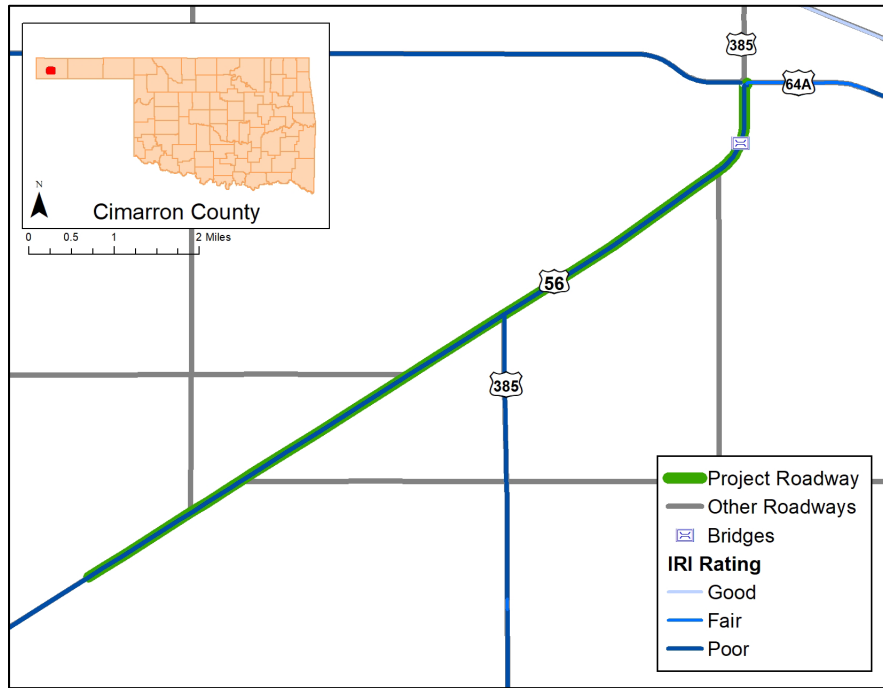 N
Cimarron County
0 0.5 1 2 Miles
385
64A
56
385
Project Roadway
Other Roadways
Bridges
IRI Rating
Good
Fair
Poor